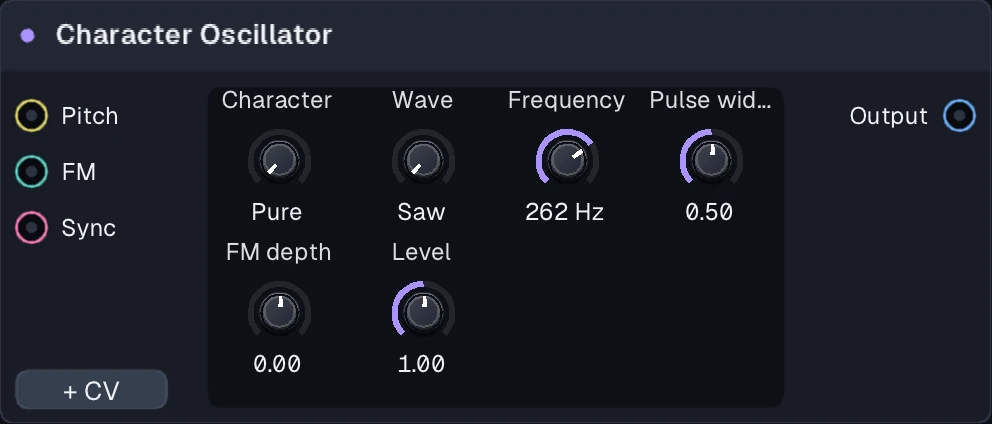 Character Oscillator
Pitch
FM
Sync
Character Wave Frequency Pulse wid...
Pure Saw 262 Hz 0.50
FM depth Level
0.00 1.00
Output
+ CV